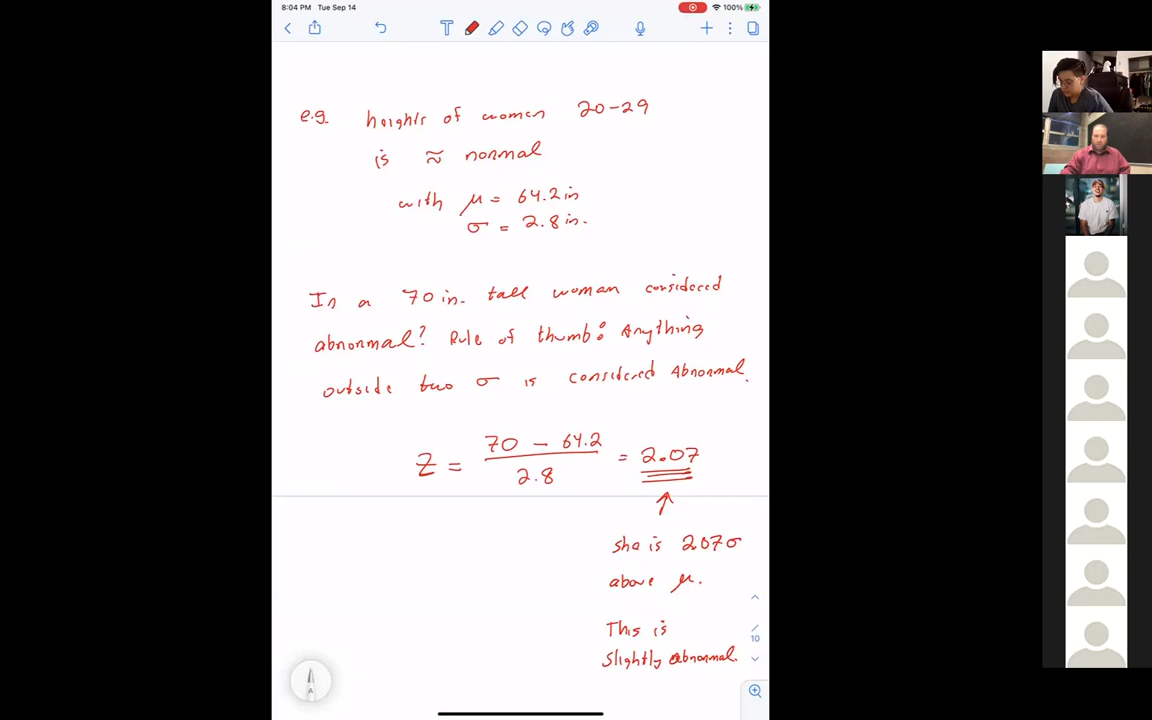 8:04 PM Tue Sep 14
100%
e.g. heights of women 20-29
is ≈ normal
with μ = 64.2 in
σ = 2.8 in.
Is a 70 in. tall woman considered
abnormal? Rule of thumb: Anything
outside two σ is considered Abnormal.
Z = 70 - 64.2 / 2.8 = 2.07
↑
she is 2.07σ
above μ.
This is
slightly abnormal.
10
A